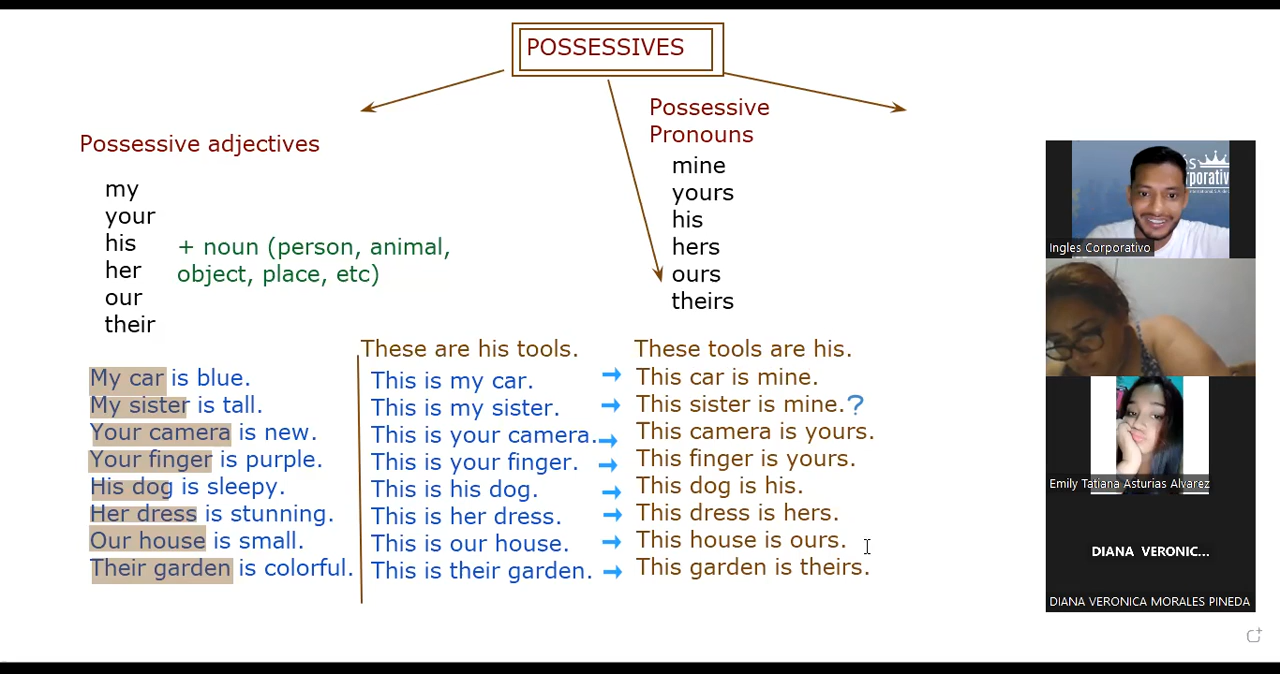 POSSESSIVES
Possessive adjectives
my
your
his
her
our
their
+ noun (person, animal,
object, place, etc)
Possessive
Pronouns
mine
yours
his
hers
ours
theirs
My car is blue.
My sister is tall.
Your camera is new.
Your finger is purple.
His dog is sleepy.
Her dress is stunning.
Our house is small.
Their garden is colorful.
These are his tools.
This is my car.
This is my sister.
This is your camera.
This is your finger.
This is his dog.
This is her dress.
This is our house.
This is their garden.
These tools are his.
This car is mine.
This sister is mine.?
This camera is yours.
This finger is yours.
This dog is his.
This dress is hers.
This house is ours.
This garden is theirs.
Ingles Corporativo
Emily Tatiana Asturias Alvarez
DIANA VERONIC...
DIANA VERONICA MORALES PINEDA